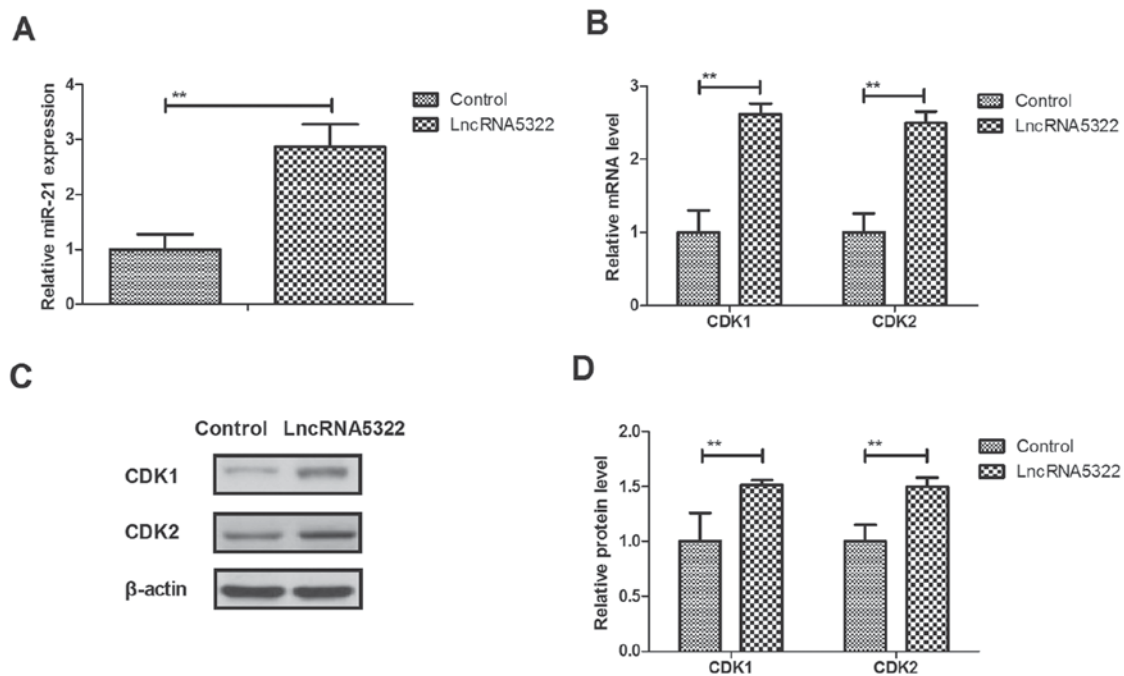 A
Relative miR-21 expression
4
3
2
1
0
**
Control
LncRNA5322
B
Relative mRNA level
3
2
1
0
**
**
CDK1
CDK2
Control
LncRNA5322
C
Control LncRNA5322
CDK1
CDK2
β-actin
D
Relative protein level
2.0
1.5
1.0
0.5
0.0
**
**
CDK1
CDK2
Control
LncRNA5322